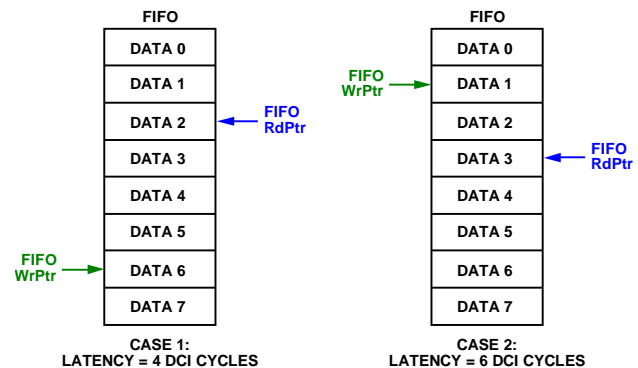 FIFO
DATA 0
DATA 1
DATA 2
DATA 3
DATA 4
DATA 5
DATA 6
DATA 7
FIFO
RdPtr
FIFO
WrPtr
CASE 1:
LATENCY = 4 DCI CYCLES
FIFO
DATA 0
DATA 1
DATA 2
DATA 3
DATA 4
DATA 5
DATA 6
DATA 7
FIFO
WrPtr
FIFO
RdPtr
CASE 2:
LATENCY = 6 DCI CYCLES